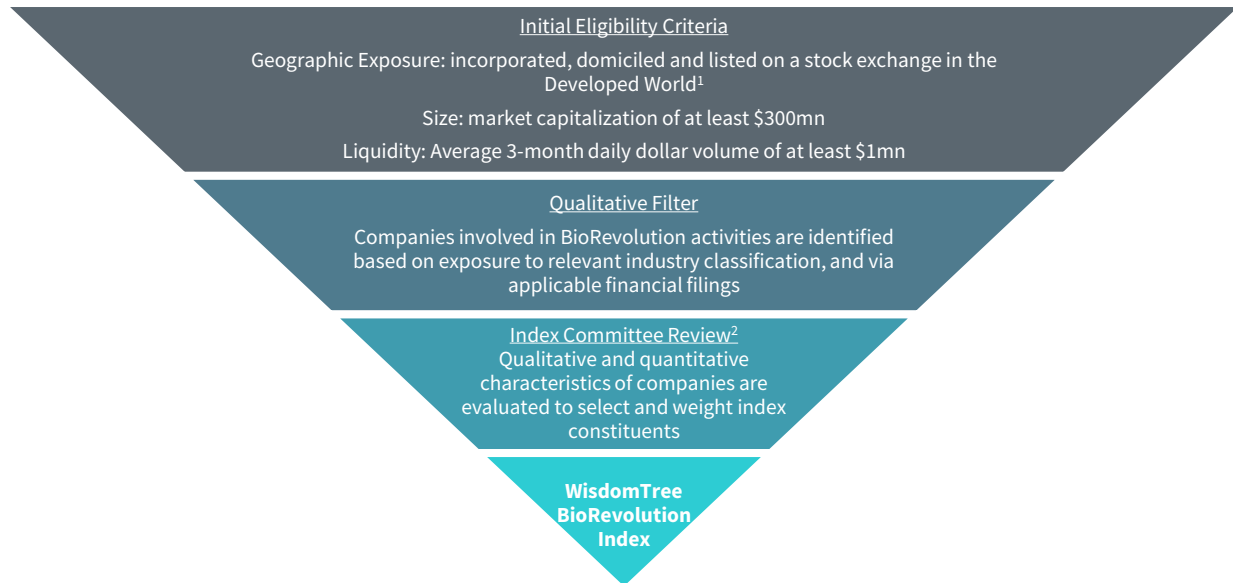 Initial Eligibility Criteria
Geographic Exposure: incorporated, domiciled and listed on a stock exchange in the
Developed World¹
Size: market capitalization of at least $300mn
Liquidity: Average 3-month daily dollar volume of at least $1mn
Qualitative Filter
Companies involved in BioRevolution activities are identified
based on exposure to relevant industry classification, and via
applicable financial filings
Index Committee Review²
Qualitative and quantitative
characteristics of companies are
evaluated to select and weight index
constituents
WisdomTree
BioRevolution
Index